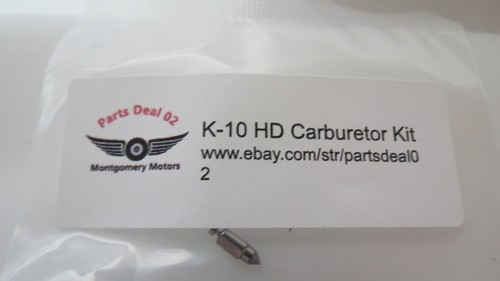 Parts Deal 02
Montgomery Motors
K-10 HD Carburetor Kit
www.ebay.com/str/partsdeal0
2